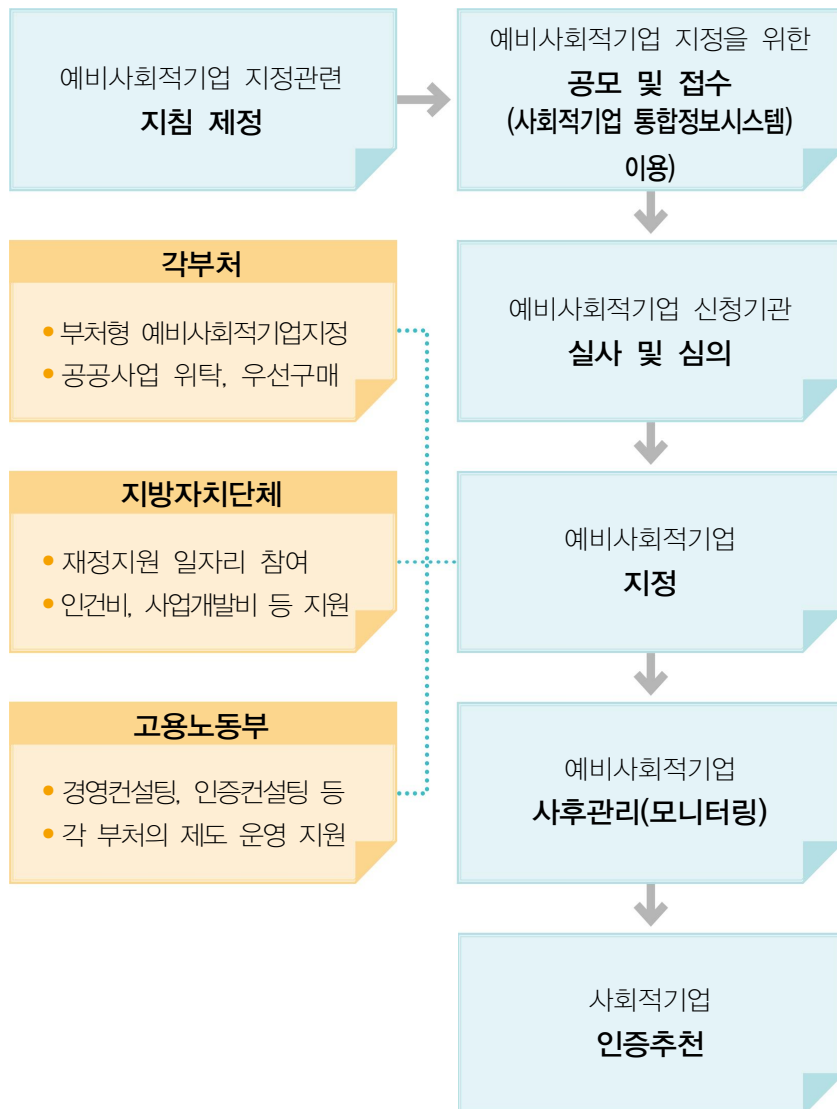 예비사회적기업 지정관련
지침 제정
예비사회적기업 지정을 위한
공모 및 접수
(사회적기업 통합정보시스템)
이용)
각부처
• 부처형 예비사회적기업지정
• 공공사업 위탁, 우선구매
예비사회적기업 신청기관
실사 및 심의
지방자치단체
• 재정지원 일자리 참여
• 인건비, 사업개발비 등 지원
예비사회적기업
지정
고용노동부
• 경영컨설팅, 인증컨설팅 등
• 각 부처의 제도 운영 지원
예비사회적기업
사후관리(모니터링)
사회적기업
인증추천